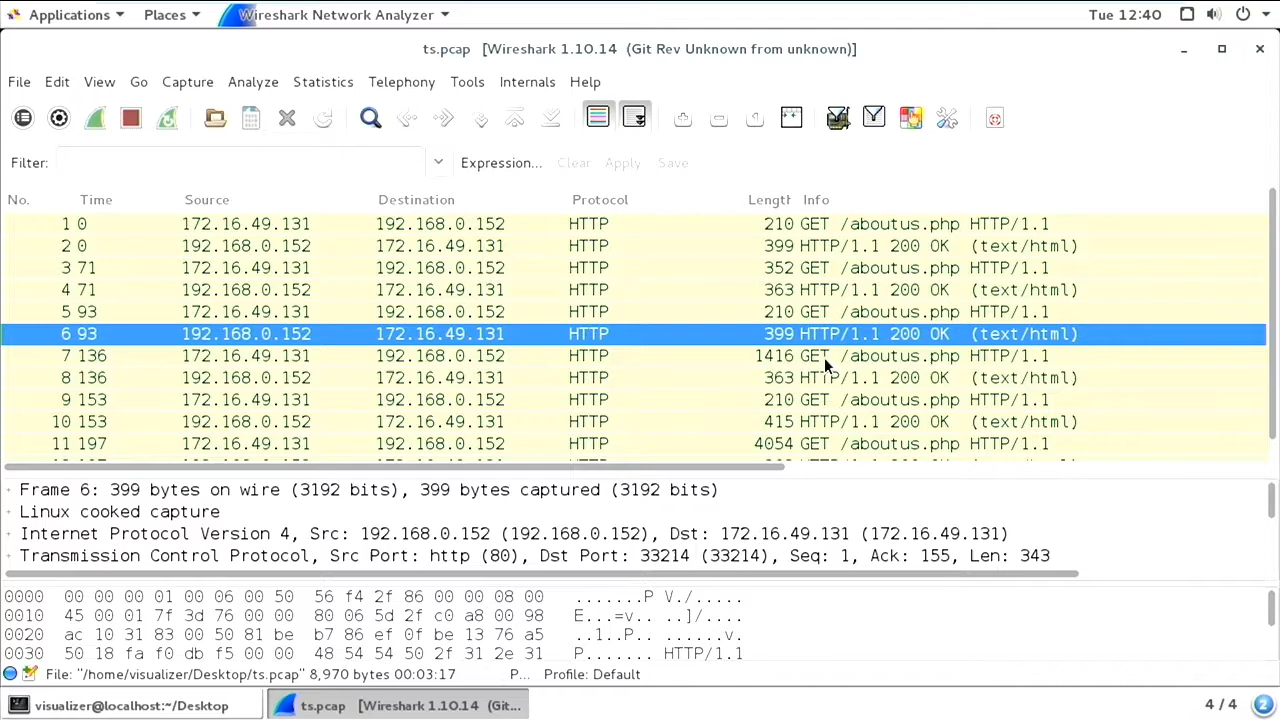 Applications Places Wireshark Network Analyzer Tue 12:40
ts.pcap [Wireshark 1.10.14 (Git Rev Unknown from unknown)]
File Edit View Go Capture Analyze Statistics Telephony Tools Internals Help
Filter: Expression... Clear Apply Save
No. Time Source Destination Protocol Length Info
1 0 172.16.49.131 192.168.0.152 HTTP 210 GET /aboutus.php HTTP/1.1
2 0 192.168.0.152 172.16.49.131 HTTP 399 HTTP/1.1 200 OK (text/html)
3 71 172.16.49.131 192.168.0.152 HTTP 352 GET /aboutus.php HTTP/1.1
4 71 192.168.0.152 172.16.49.131 HTTP 363 HTTP/1.1 200 OK (text/html)
5 93 172.16.49.131 192.168.0.152 HTTP 210 GET /aboutus.php HTTP/1.1
6 93 192.168.0.152 172.16.49.131 HTTP 399 HTTP/1.1 200 OK (text/html)
7 136 172.16.49.131 192.168.0.152 HTTP 1416 GET /aboutus.php HTTP/1.1
8 136 192.168.0.152 172.16.49.131 HTTP 363 HTTP/1.1 200 OK (text/html)
9 153 172.16.49.131 192.168.0.152 HTTP 210 GET /aboutus.php HTTP/1.1
10 153 192.168.0.152 172.16.49.131 HTTP 415 HTTP/1.1 200 OK (text/html)
11 197 172.16.49.131 192.168.0.152 HTTP 4054 GET /aboutus.php HTTP/1.1
Frame 6: 399 bytes on wire (3192 bits), 399 bytes captured (3192 bits)
Linux cooked capture
Internet Protocol Version 4, Src: 192.168.0.152 (192.168.0.152), Dst: 172.16.49.131 (172.16.49.131)
Transmission Control Protocol, Src Port: http (80), Dst Port: 33214 (33214), Seq: 1, Ack: 155, Len: 343
0000 00 00 00 01 00 06 00 50 56 f4 2f 86 00 00 08 00 .......P V./.....
0010 45 00 01 7f 3d 76 00 00 80 06 5d 2f c0 a8 00 98 E...=v.. ..]/....
0020 ac 10 31 83 00 50 81 be b7 86 ef 0f be 13 76 a5 ..1..P.. ......v.
0030 50 18 fa f0 db f5 00 00 48 54 54 50 2f 31 2e 31 P....... HTTP/1.1
File: "/home/visualizer/Desktop/ts.pcap" 8,970 bytes 00:03:17 P... Profile: Default
visualizer@localhost:~/Desktop ts.pcap [Wireshark 1.10.14 (Git... 4 / 4 2